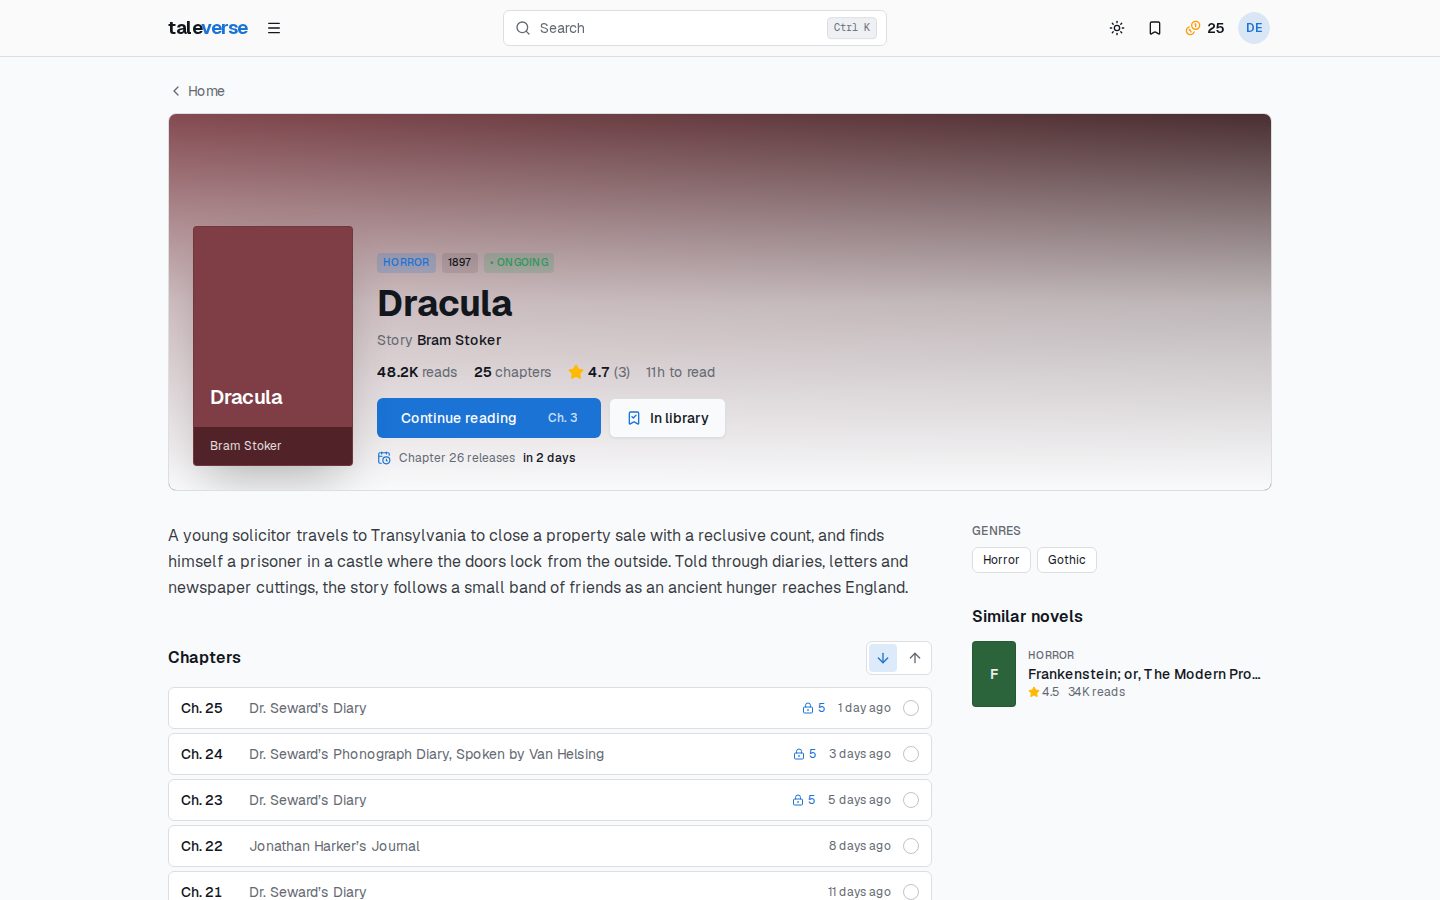 taleverse
Search
Ctrl K
25
DE
Home
HORROR 1897 • ONGOING
Dracula
Story Bram Stoker
48.2K reads 25 chapters 4.7 (3) 11h to read
Continue reading Ch. 3
In library
Chapter 26 releases in 2 days
Dracula
Bram Stoker
A young solicitor travels to Transylvania to close a property sale with a reclusive count, and finds
himself a prisoner in a castle where the doors lock from the outside. Told through diaries, letters and
newspaper cuttings, the story follows a small band of friends as an ancient hunger reaches England.
GENRES
Horror Gothic
Similar novels
F
HORROR
Frankenstein; or, The Modern Pro...
4.5 34K reads
Chapters
Ch. 25 Dr. Seward's Diary 5 1 day ago
Ch. 24 Dr. Seward's Phonograph Diary, Spoken by Van Helsing 5 3 days ago
Ch. 23 Dr. Seward's Diary 5 5 days ago
Ch. 22 Jonathan Harker's Journal 8 days ago
Ch. 21 Dr. Seward's Diary 11 days ago